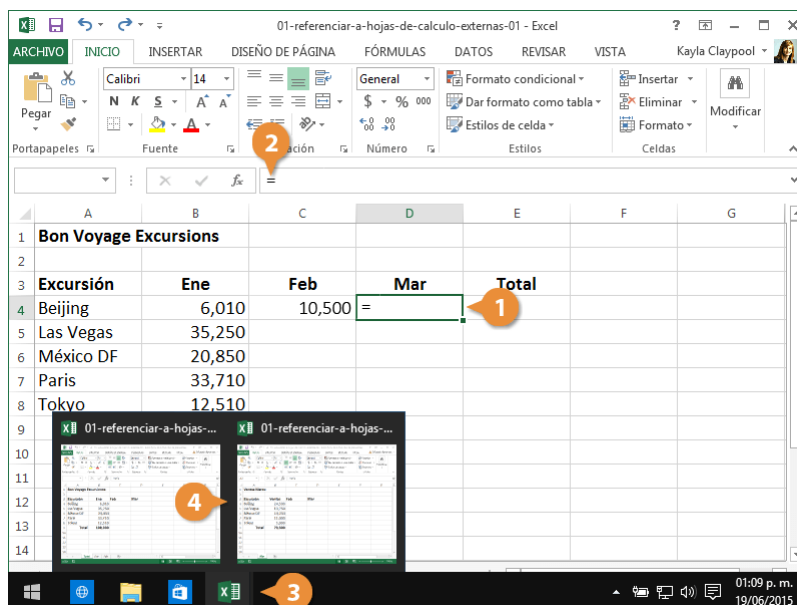 01-referenciar-a-hojas-de-calculo-externas-01 - Excel
ARCHIVO INICIO INSERTAR DISEÑO DE PÁGINA FÓRMULAS DATOS REVISAR VISTA Kayla Claypool
Calibri 14 General Formato condicional Insertar
Pegar N K S A A $ % 000 Dar formato como tabla Eliminar Modificar
A Estilos de celda Formato
Portapapeles Fuente ación Número Estilos Celdas
2
fx =
A B C D E F G
1 Bon Voyage Excursions
2
3 Excursión Ene Feb Mar Total
4 Beijing 6,010 10,500 = 1
5 Las Vegas 35,250
6 México DF 20,850
7 Paris 33,710
8 Tokyo 12,510
9 01-referenciar-a-hojas-... 01-referenciar-a-hojas-...
10
11
12 4
13
14
3
01:09 p. m.
19/06/2015